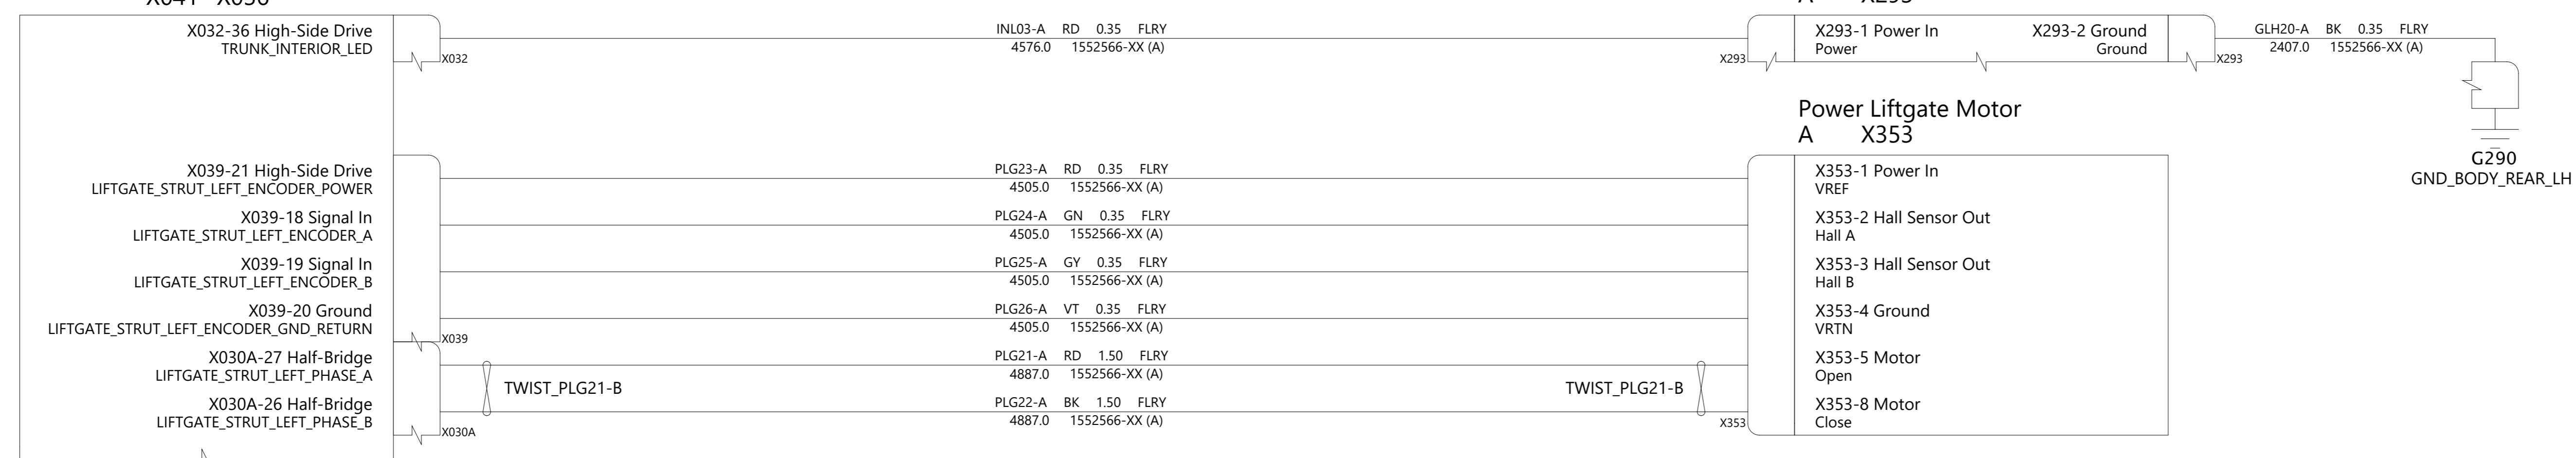 X032-36 High-Side Drive
TRUNK_INTERIOR_LED
X032
INL03-A RD 0.35 FLRY
4576.0 1552566-XX (A)
X293
X293-1 Power In
Power
X293-2 Ground
Ground
X293
GLH20-A BK 0.35 FLRY
2407.0 1552566-XX (A)
G290
GND_BODY_REAR_LH
Power Liftgate Motor
A X353
X039-21 High-Side Drive
LIFTGATE_STRUT_LEFT_ENCODER_POWER
PLG23-A RD 0.35 FLRY
4505.0 1552566-XX (A)
X353-1 Power In
VREF
X039-18 Signal In
LIFTGATE_STRUT_LEFT_ENCODER_A
PLG24-A GN 0.35 FLRY
4505.0 1552566-XX (A)
X353-2 Hall Sensor Out
Hall A
X039-19 Signal In
LIFTGATE_STRUT_LEFT_ENCODER_B
PLG25-A GY 0.35 FLRY
4505.0 1552566-XX (A)
X353-3 Hall Sensor Out
Hall B
X039-20 Ground
LIFTGATE_STRUT_LEFT_ENCODER_GND_RETURN
X039
PLG26-A VT 0.35 FLRY
4505.0 1552566-XX (A)
X353-4 Ground
VRTN
X030A-27 Half-Bridge
LIFTGATE_STRUT_LEFT_PHASE_A
PLG21-A RD 1.50 FLRY
4887.0 1552566-XX (A)
X353-5 Motor
Open
TWIST_PLG21-B
TWIST_PLG21-B
X030A-26 Half-Bridge
LIFTGATE_STRUT_LEFT_PHASE_B
X030A
PLG22-A BK 1.50 FLRY
4887.0 1552566-XX (A)
X353
X353-8 Motor
Close